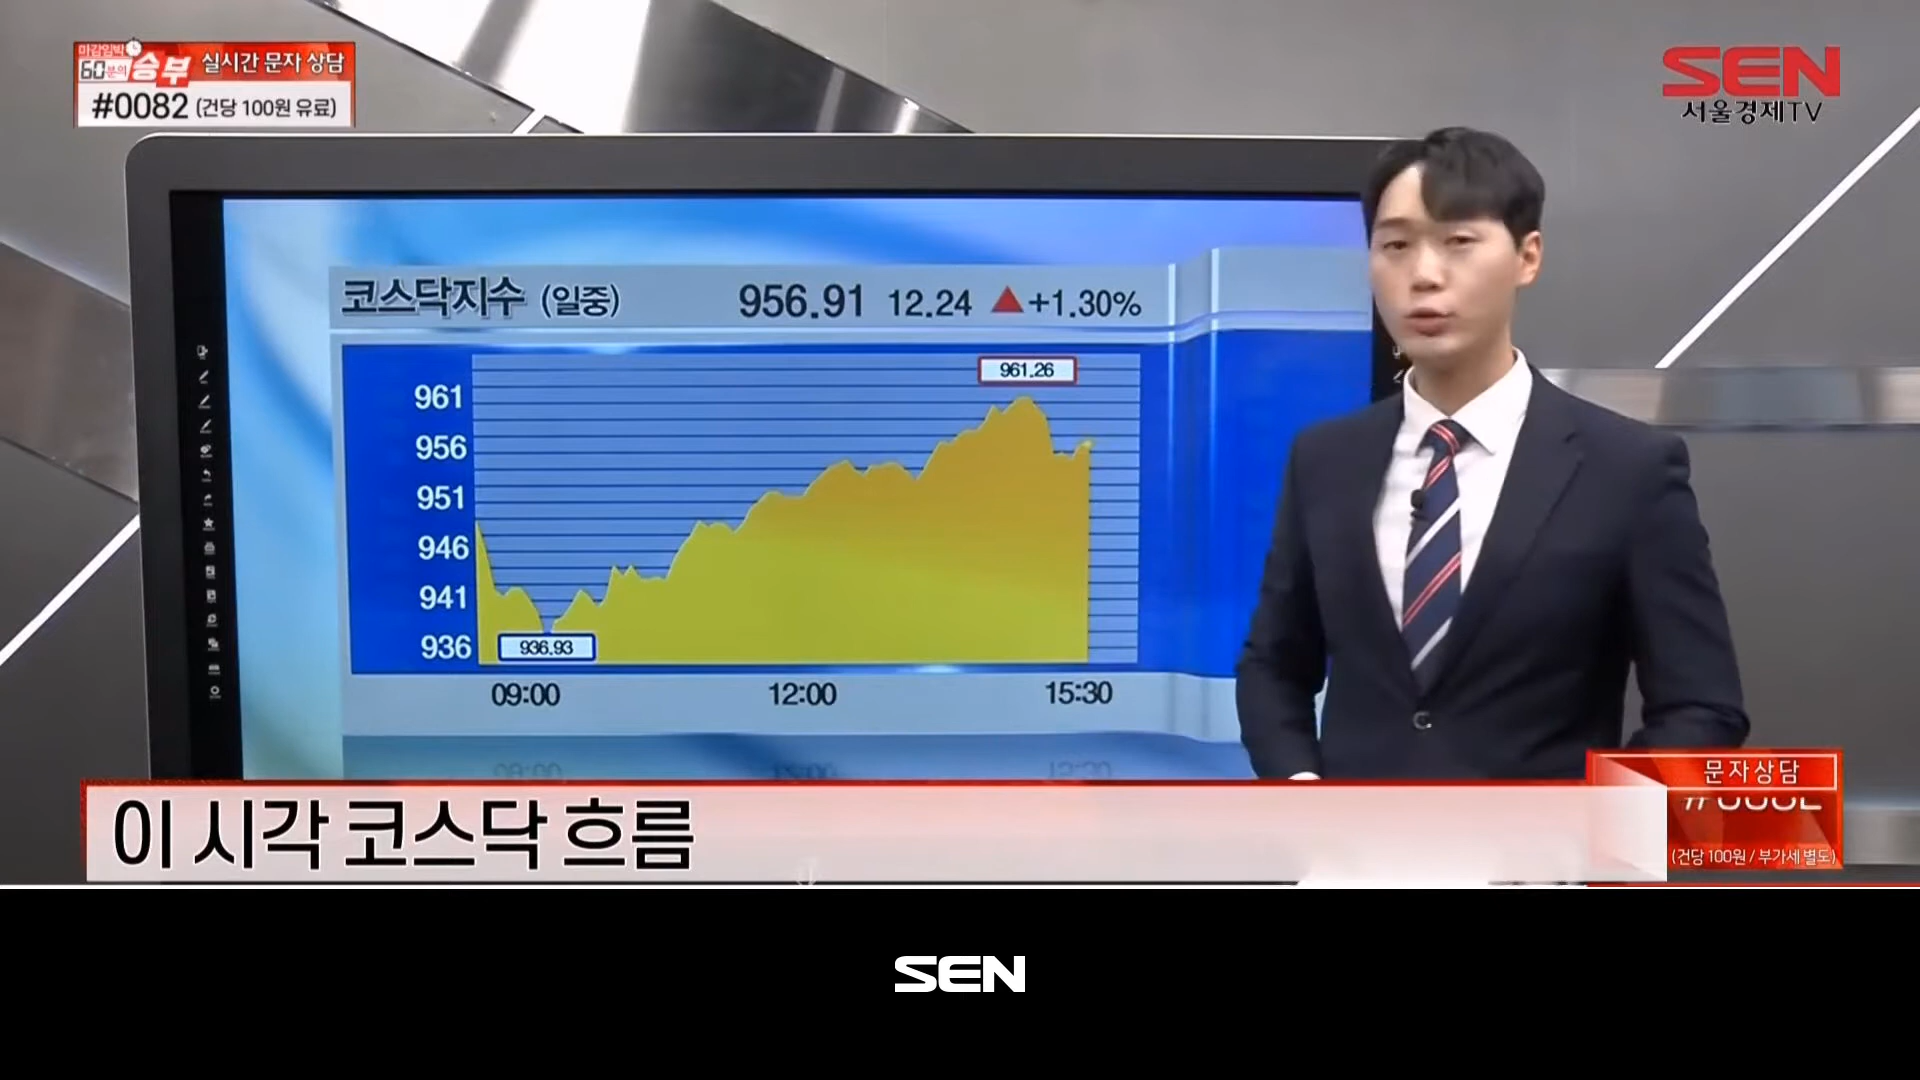 마감임박
60분의 승부 실시간 문자 상담
#0082 (건당 100원 유료)
SEN
서울경제TV
코스닥지수 (일중) 956.91 12.24 ▲+1.30%
961.26
961
956
951
946
941
936
936.93
09:00 12:00 15:30
문자상담
(건당 100원 / 부가세 별도)
이 시각 코스닥 흐름
SEN